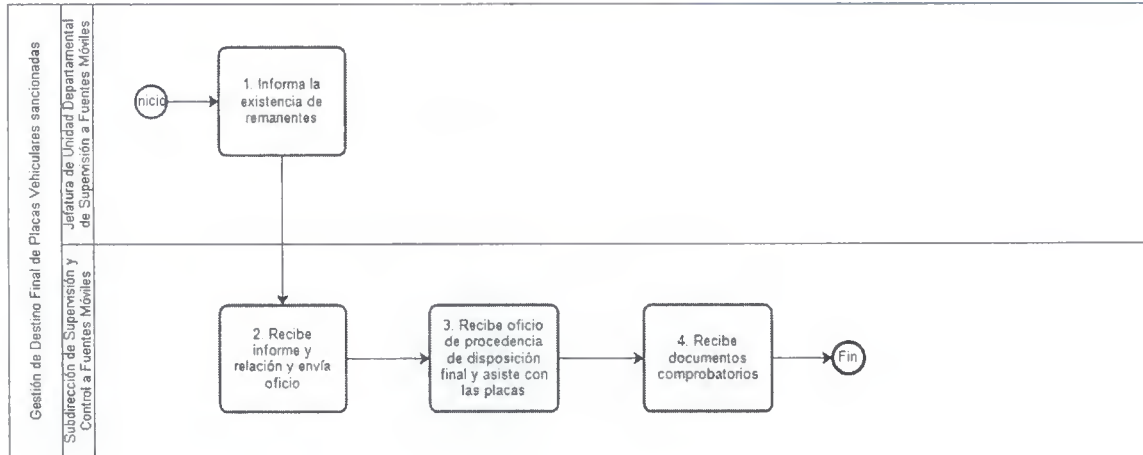 Gestión de Destino Final de Placas Vehiculares sancionadas
Jefatura de Unidad Departamental
de Supervisión a Fuentes Móviles
Inicio
1. Informa la
existencia de
remanentes
Subdirección de Supervisión y
Control a Fuentes Móviles
2. Recibe
informe y
relación y envía
oficio
3. Recibe oficio
de procedencia
de disposición
final y asiste con
las placas
4. Recibe
documentos
comprobatorios
Fin